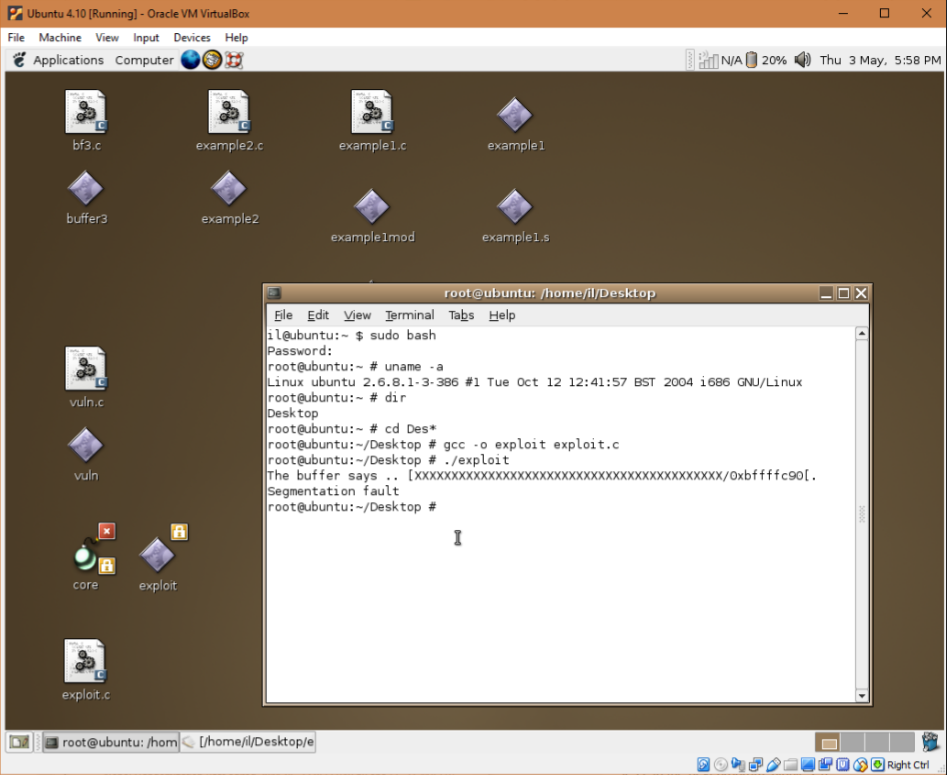 Ubuntu 4.10 [Running] - Oracle VM VirtualBox
File Machine View Input Devices Help
Applications Computer N/A 20% Thu 3 May, 5:58 PM
bf3.c example2.c example1.c example1
buffer3 example2 example1mod example1.s
vuln.c
vuln
core exploit
exploit.c
root@ubuntu: /home/il/Desktop
File Edit View Terminal Tabs Help
il@ubuntu:~ $ sudo bash
Password:
root@ubuntu:~ # uname -a
Linux ubuntu 2.6.8.1-3-386 #1 Tue Oct 12 12:41:57 BST 2004 i686 GNU/Linux
root@ubuntu:~ # dir
Desktop
root@ubuntu:~ # cd Des*
root@ubuntu:~/Desktop # gcc -o exploit exploit.c
root@ubuntu:~/Desktop # ./exploit
The buffer says .. [XXXXXXXXXXXXXXXXXXXXXXXXXXXXXXXXXXXXXXXXXX/0xbffffc90[.
Segmentation fault
root@ubuntu:~/Desktop #
root@ubuntu: /hom [/home/il/Desktop/e
Right Ctrl